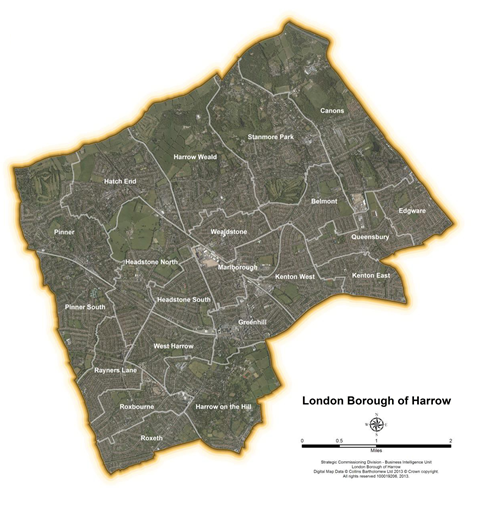 Canons
Stanmore Park
Harrow Weald
Hatch End
Belmont
Edgware
Pinner
Wealdstone
Queensbury
Headstone North
Marlborough
Kenton West
Kenton East
Headstone South
Pinner South
Greenhill
West Harrow
Rayners Lane
Roxbourne
Harrow on the Hill
Roxeth
London Borough of Harrow
N
W E
S
0 0.5 1 2
Miles
Strategic Commissioning Division - Business Intelligence Unit
London Borough of Harrow
Digital Map Data © Collins Bartholomew Ltd 2013 © Crown copyright.
All rights reserved 100019206, 2013.